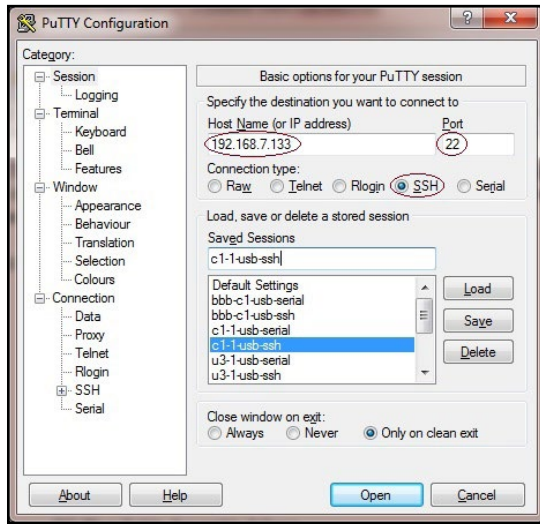 PuTTY Configuration
Category:
Session
Logging
Terminal
Keyboard
Bell
Features
Window
Appearance
Behaviour
Translation
Selection
Colours
Connection
Data
Proxy
Telnet
Rlogin
SSH
Serial
Basic options for your PuTTY session
Specify the destination you want to connect to
Host Name (or IP address) Port
192.168.7.133 22
Connection type:
Raw Telnet Rlogin SSH Serial
Load, save or delete a stored session
Saved Sessions
c1-1-usb-ssh
Default Settings
bbb-c1-usb-serial
bbb-c1-usb-ssh
c1-1-usb-serial
c1-1-usb-ssh
u3-1-usb-serial
u3-1-usb-ssh
Load
Save
Delete
Close window on exit:
Always Never Only on clean exit
About Help Open Cancel